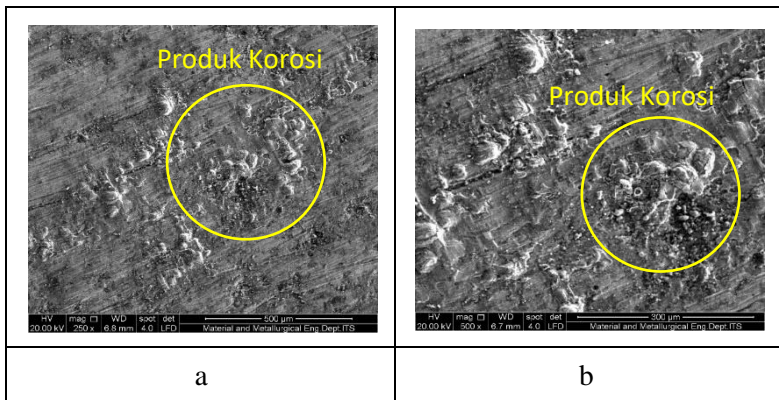 Produk Korosi
HV mag WD spot det 500 µm
20.00 kV 250 x 6.8 mm 4.0 LFD Material and Metallurgical Eng.Dept.ITS
Produk Korosi
HV mag WD spot det 300 µm
20.00 kV 500 x 6.7 mm 4.0 LFD Material and Metallurgical Eng.Dept.ITS
a b